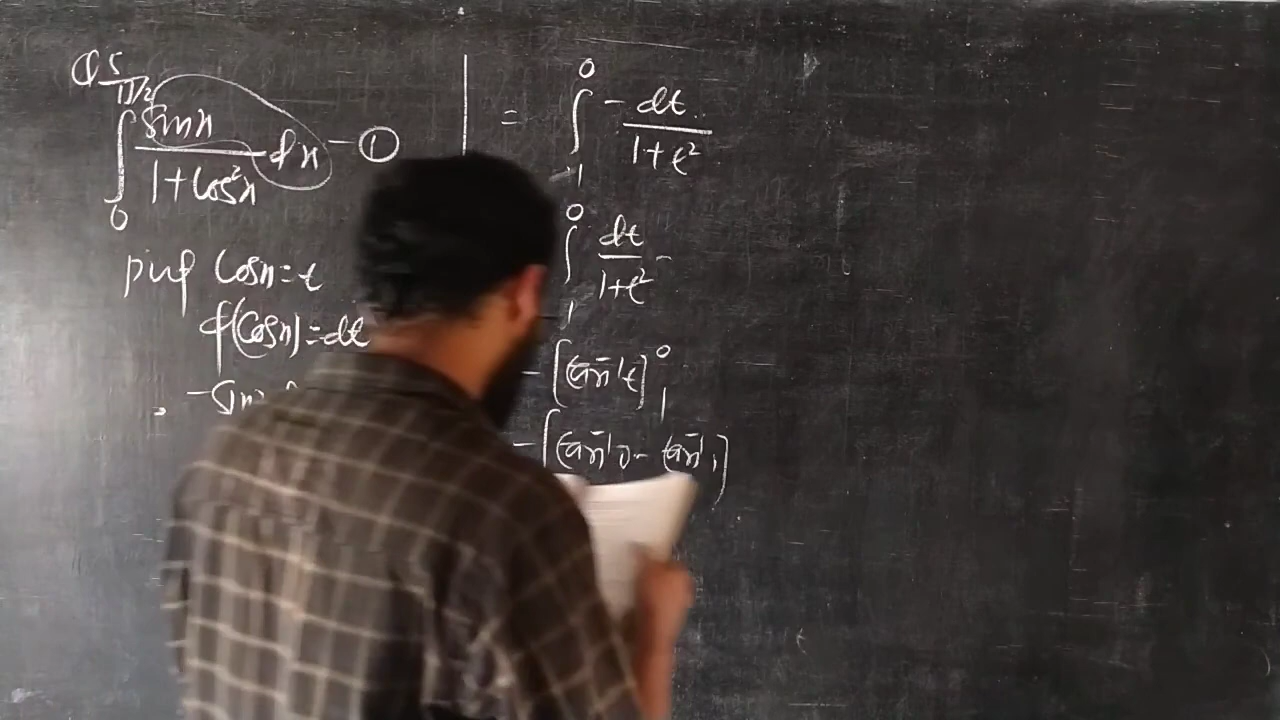 Q5
∫₀^π/2 sinx/1+cos²x dx – ①
put cosx = t
d(cosx) = dt
-sinx
= ∫₁⁰ -dt/1+t²
∫₁⁰ dt/1+t²
-[tan⁻¹t]₁⁰
-[tan⁻¹0 - tan⁻¹1]